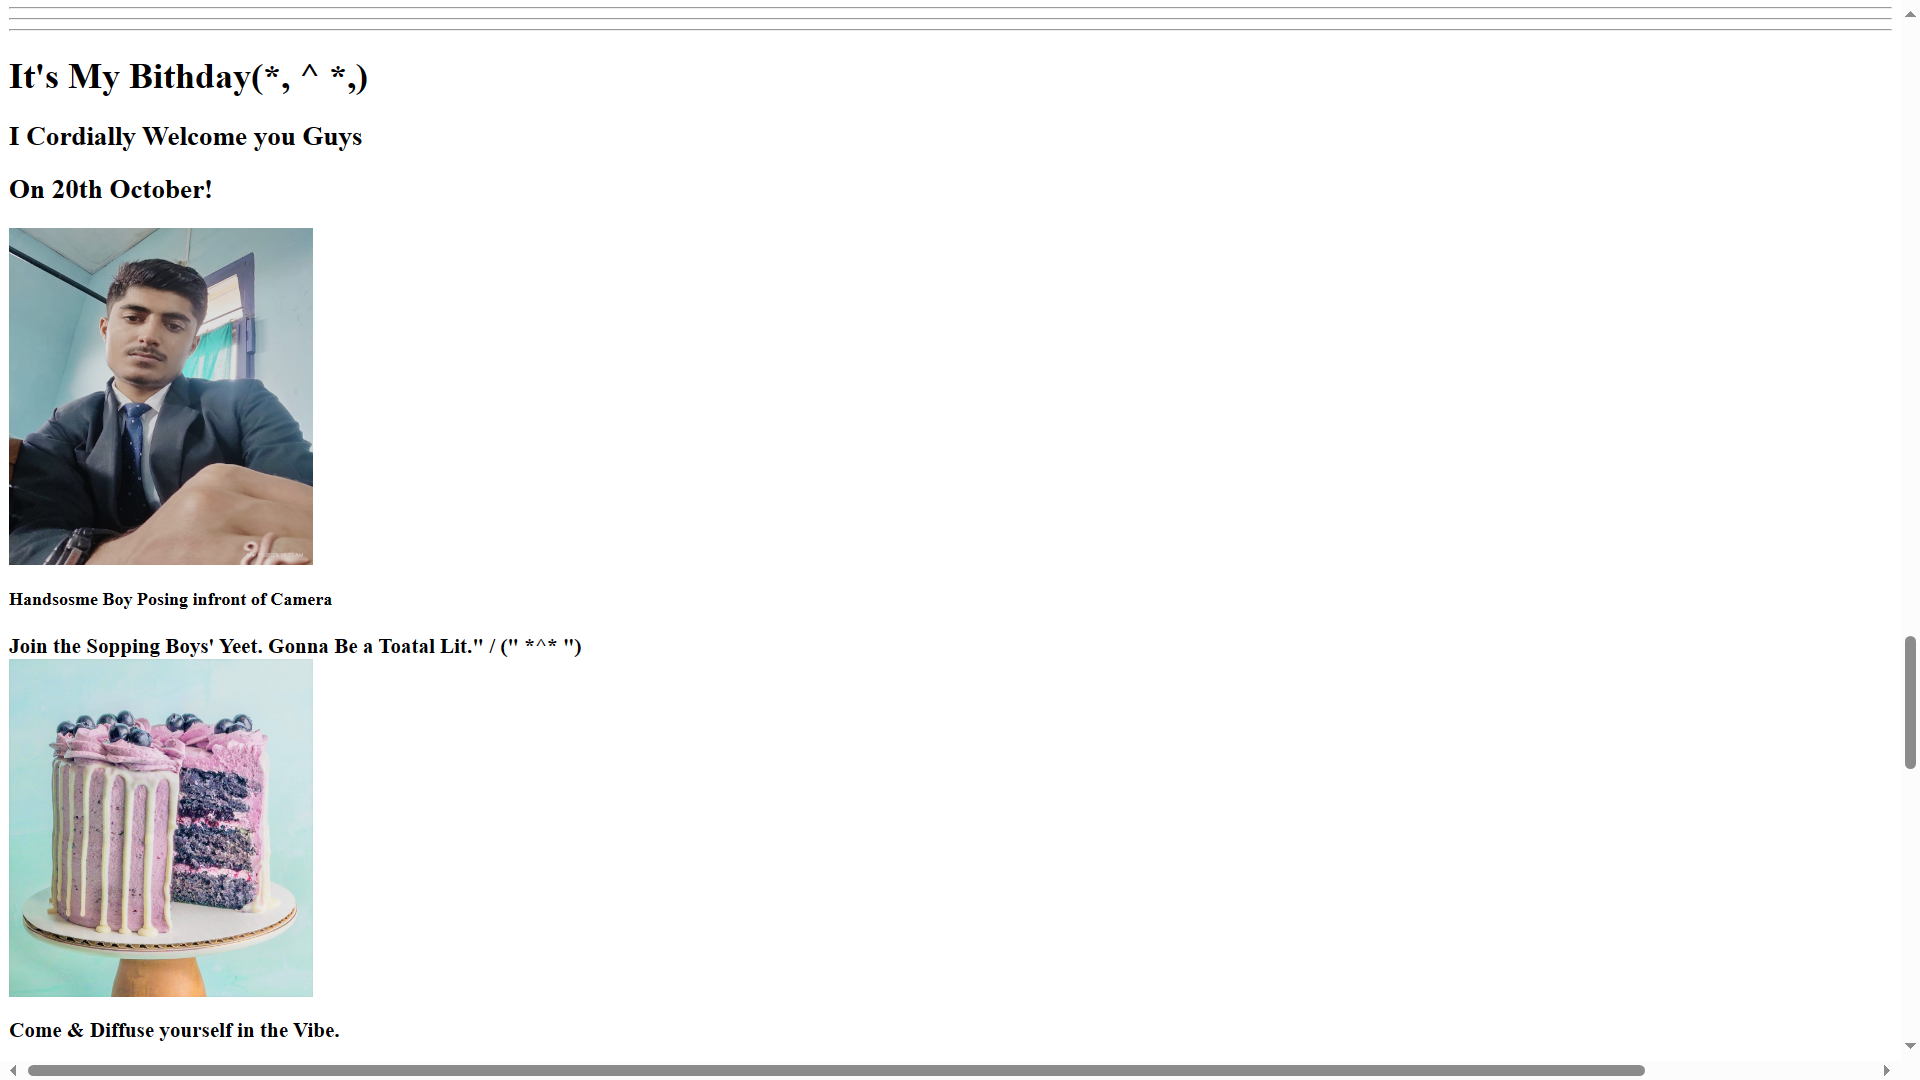 It's My Bithday(*, ^ *,)
I Cordially Welcome you Guys
On 20th October!
Handsosme Boy Posing infront of Camera
Join the Sopping Boys' Yeet. Gonna Be a Toatal Lit." / (" *^* ")
Come & Diffuse yourself in the Vibe.